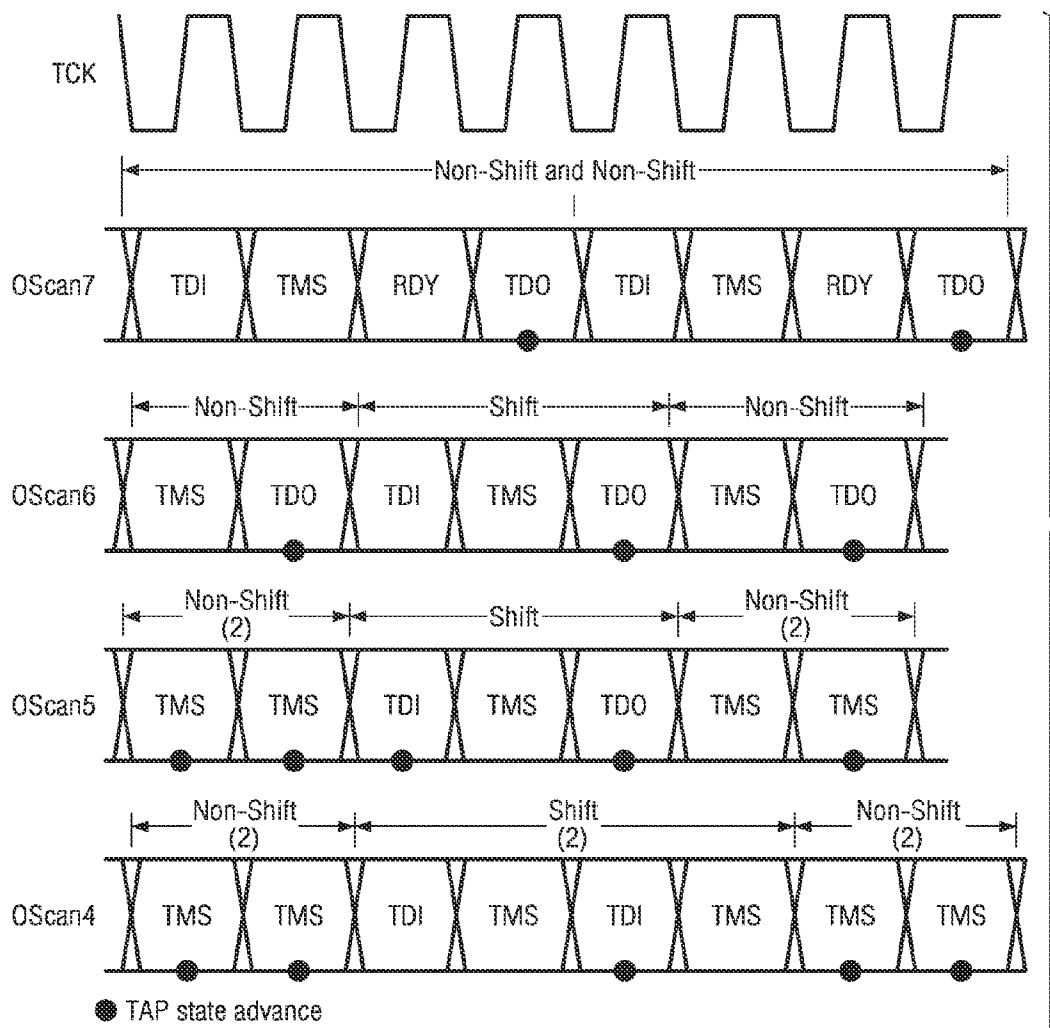 TCK
Non-Shift and Non-Shift
OScan7 TDI TMS RDY TDO TDI TMS RDY TDO
Non-Shift Shift Non-Shift
OScan6 TMS TDO TDI TMS TDO TMS TDO
Non-Shift (2) Shift Non-Shift (2)
OScan5 TMS TMS TDI TMS TDO TMS TMS
Non-Shift (2) Shift (2) Non-Shift (2)
OScan4 TMS TMS TDI TMS TDI TMS TMS TMS
TAP state advance